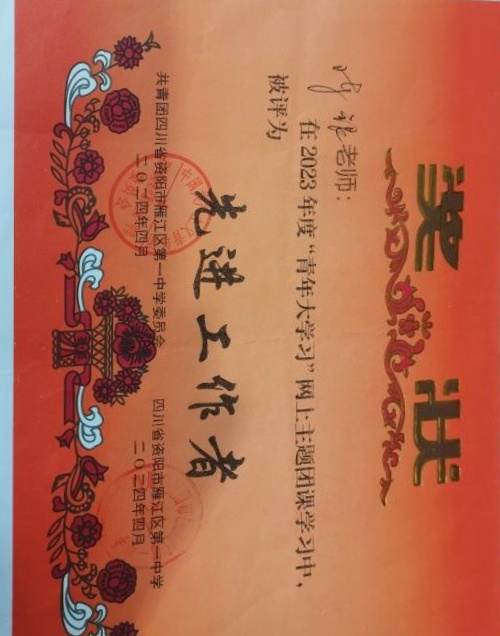 奖状
老师：
在2023年度“青年大学习”网上主题团课学习中，
被评为
先进工作者
共青团四川省资阳市雁江区第一中学委员会 四川省资阳市雁江区第一中学
二〇二四年四月 二〇二四年四月